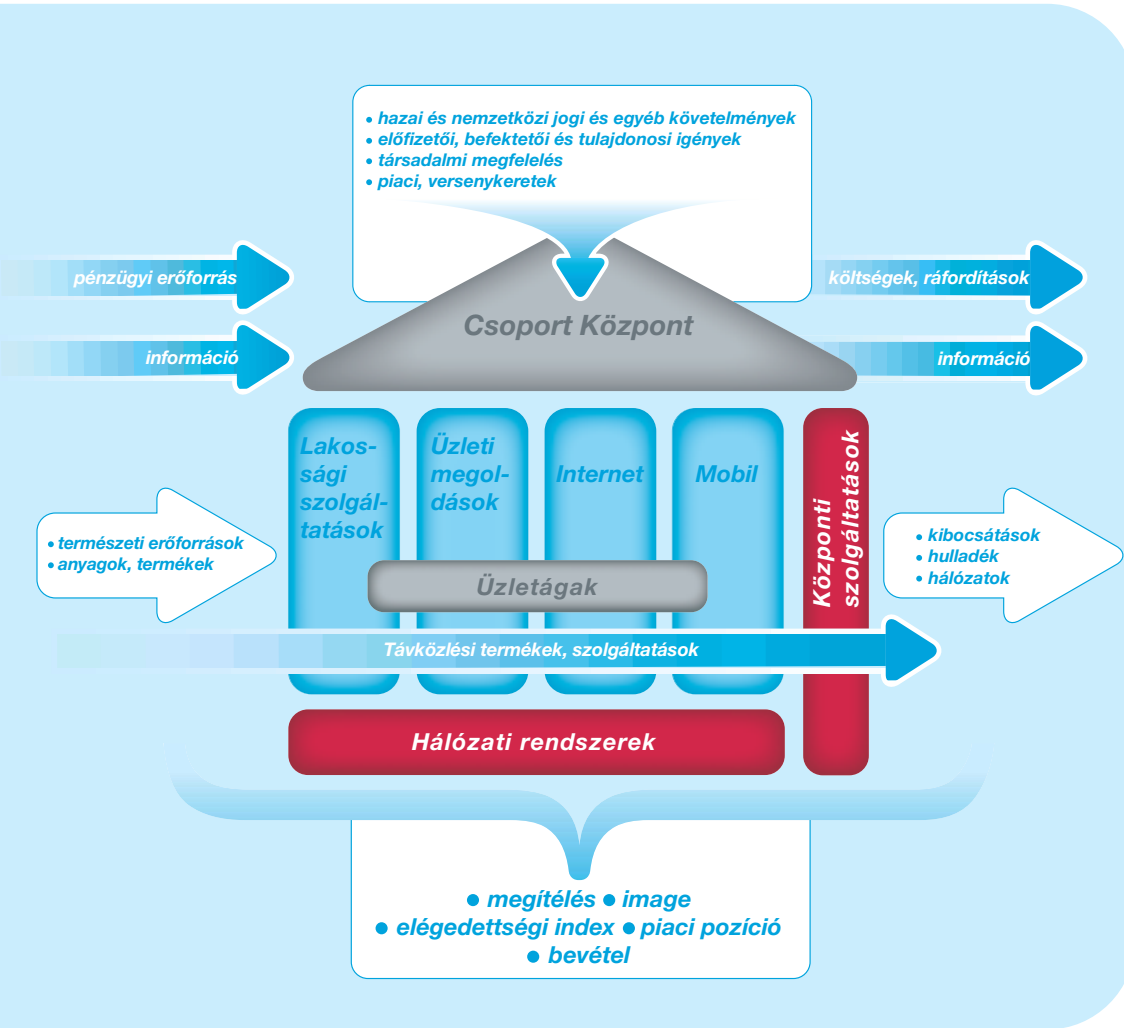 • hazai és nemzetközi jogi és egyéb követelmények
• előfizetői, befektetői és tulajdonosi igények
• társadalmi megfelelés
• piaci, versenykeretek
pénzügyi erőforrás
költségek, ráfordítások
Csoport Központ
információ
információ
Lakos-
sági
szolgál-
tatások
Üzleti
megol-
dások
Internet
Mobil
Központi
szolgáltatások
• természeti erőforrások
• anyagok, termékek
• kibocsátások
• hulladék
• hálózatok
Üzletágak
Távközlési termékek, szolgáltatások
Hálózati rendszerek
• megítélés • image
• elégedettségi index • piaci pozíció
• bevétel